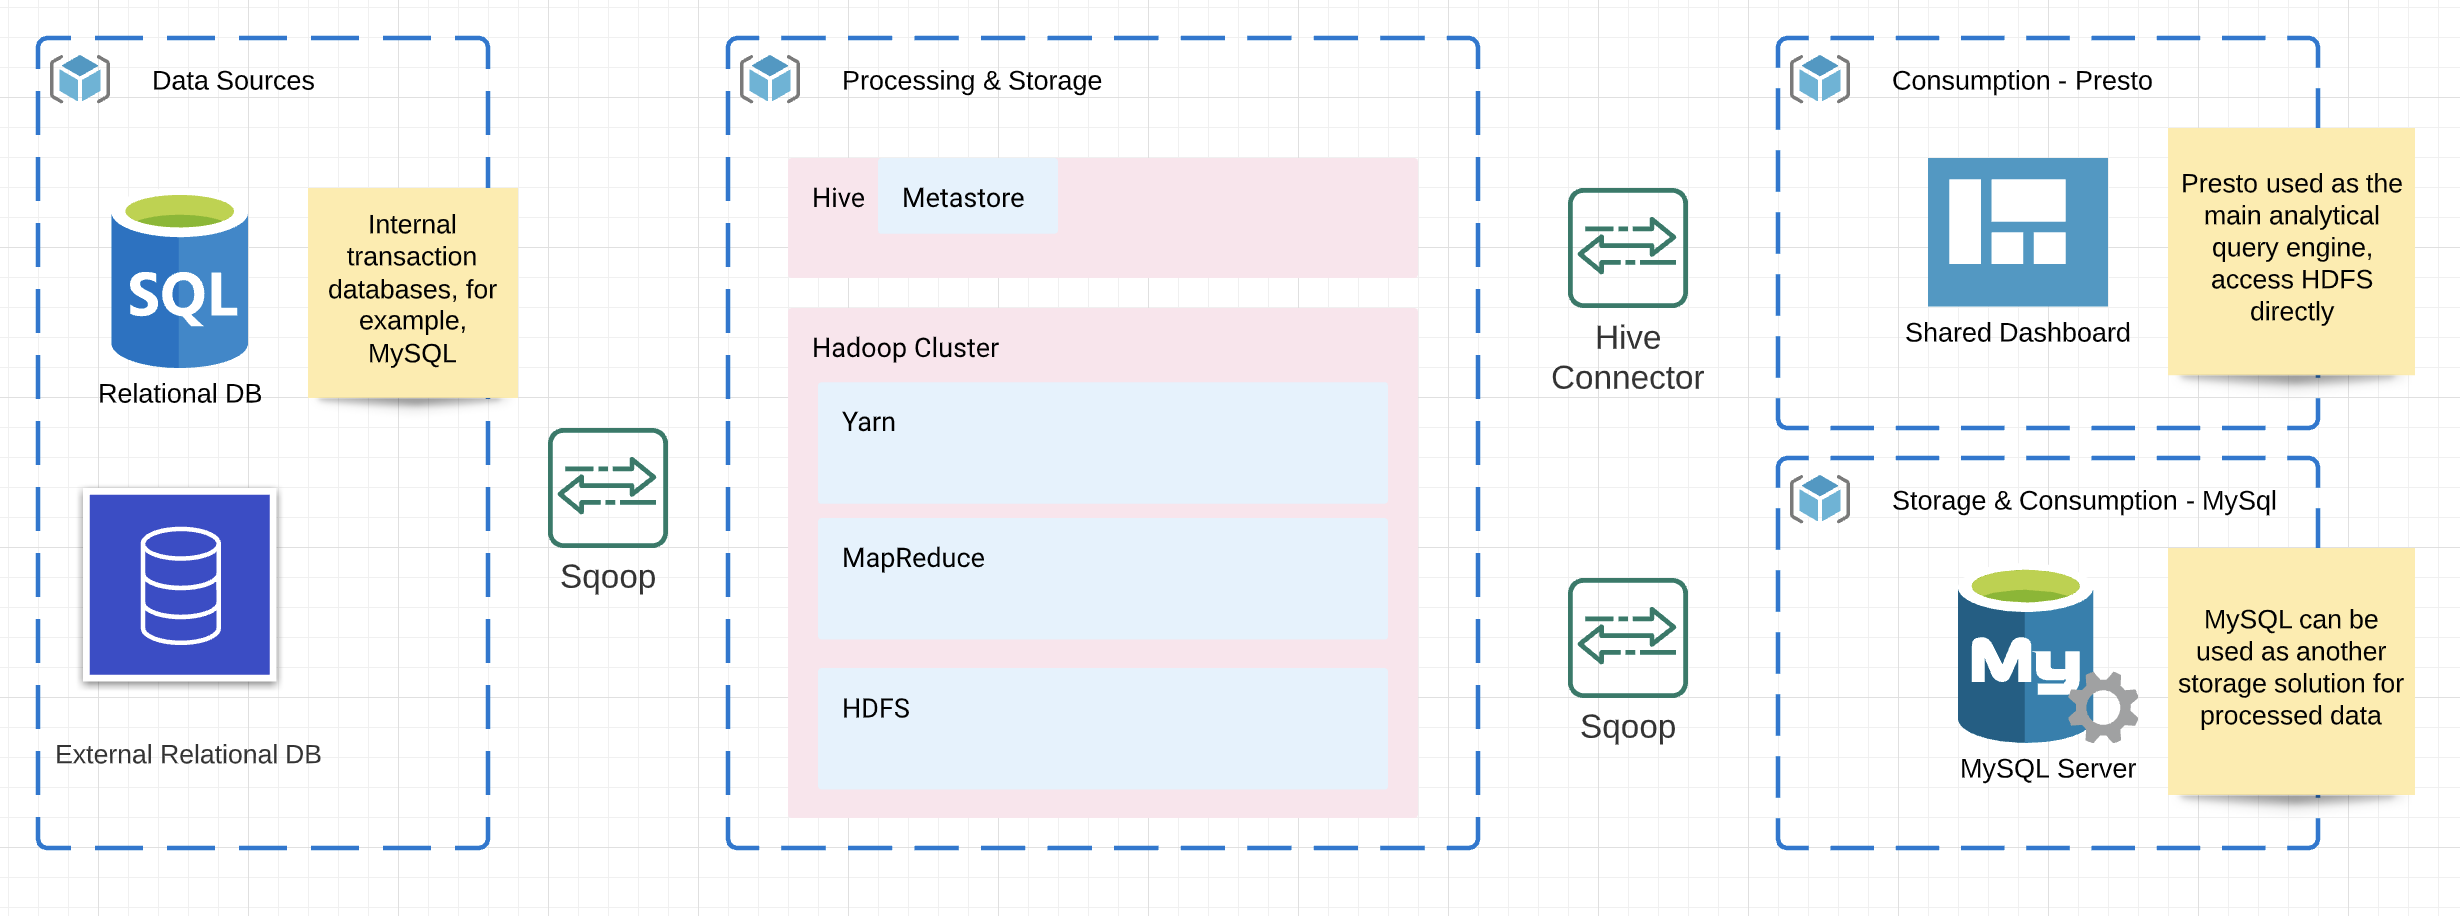 Data Sources
SQL
Relational DB
Internal
transaction
databases, for
example,
MySQL
External Relational DB
Sqoop
Processing & Storage
Hive
Metastore
Hadoop Cluster
Yarn
MapReduce
HDFS
Hive
Connector
Sqoop
Consumption - Presto
Shared Dashboard
Presto used as the
main analytical
query engine,
access HDFS
directly
Storage & Consumption - MySql
My
MySQL Server
MySQL can be
used as another
storage solution for
processed data